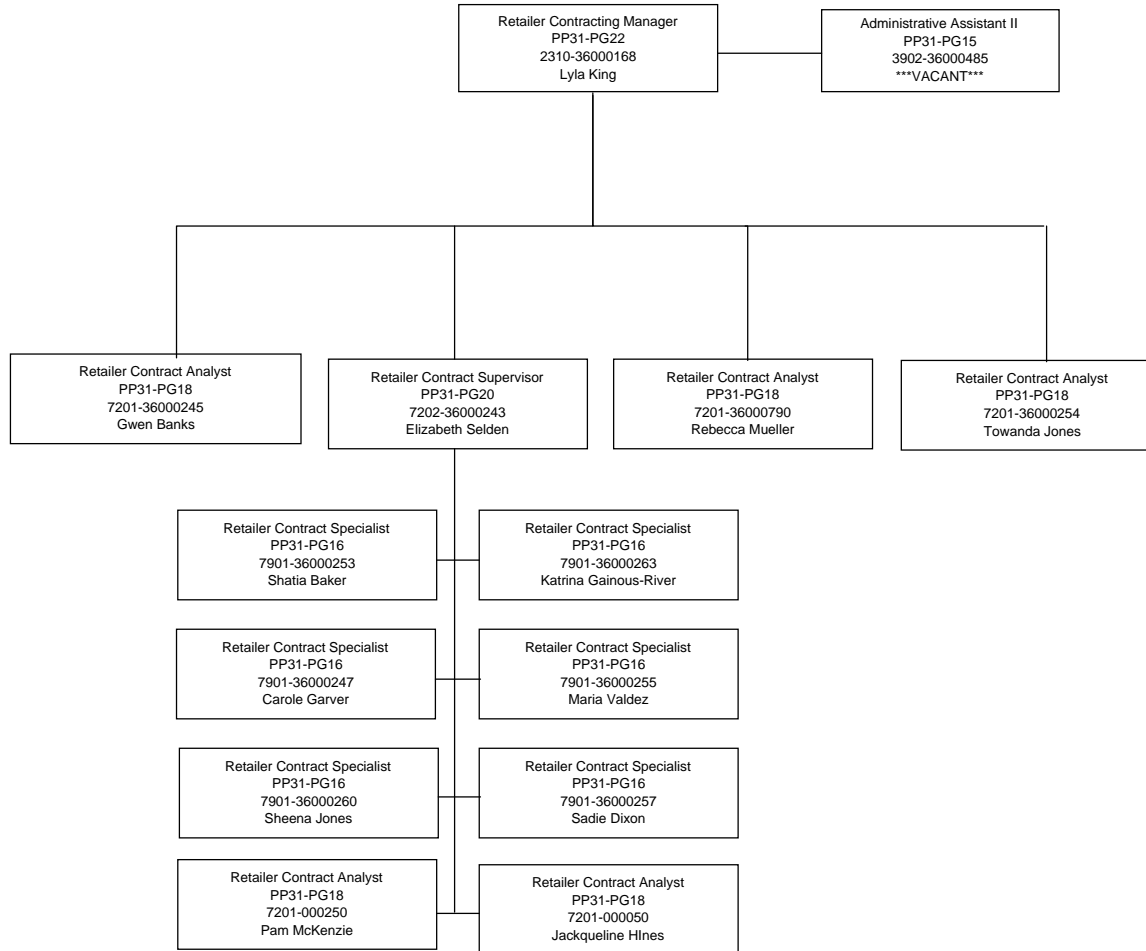 Retailer Contracting Manager
PP31-PG22
2310-36000168
Lyla King
Administrative Assistant II
PP31-PG15
3902-36000485
***VACANT***
Retailer Contract Analyst
PP31-PG18
7201-36000245
Gwen Banks
Retailer Contract Supervisor
PP31-PG20
7202-36000243
Elizabeth Selden
Retailer Contract Analyst
PP31-PG18
7201-36000790
Rebecca Mueller
Retailer Contract Analyst
PP31-PG18
7201-36000254
Towanda Jones
Retailer Contract Specialist
PP31-PG16
7901-36000253
Shatia Baker
Retailer Contract Specialist
PP31-PG16
7901-36000263
Katrina Gainous-River
Retailer Contract Specialist
PP31-PG16
7901-36000247
Carole Garver
Retailer Contract Specialist
PP31-PG16
7901-36000255
Maria Valdez
Retailer Contract Specialist
PP31-PG16
7901-36000260
Sheena Jones
Retailer Contract Specialist
PP31-PG16
7901-36000257
Sadie Dixon
Retailer Contract Analyst
PP31-PG18
7201-000250
Pam McKenzie
Retailer Contract Analyst
PP31-PG18
7201-000050
Jackqueline HInes